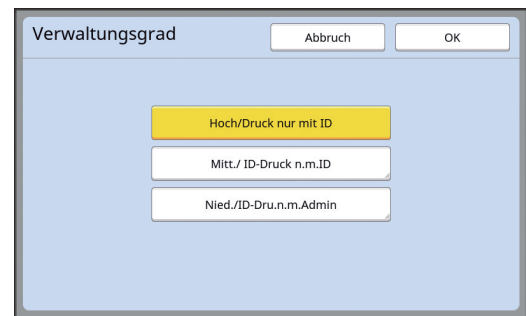 Verwaltungsgrad
Abbruch
OK
Hoch/Druck nur mit ID
Mitt./ ID-Druck n.m.ID
Nied./ID-Dru.n.m.Admin